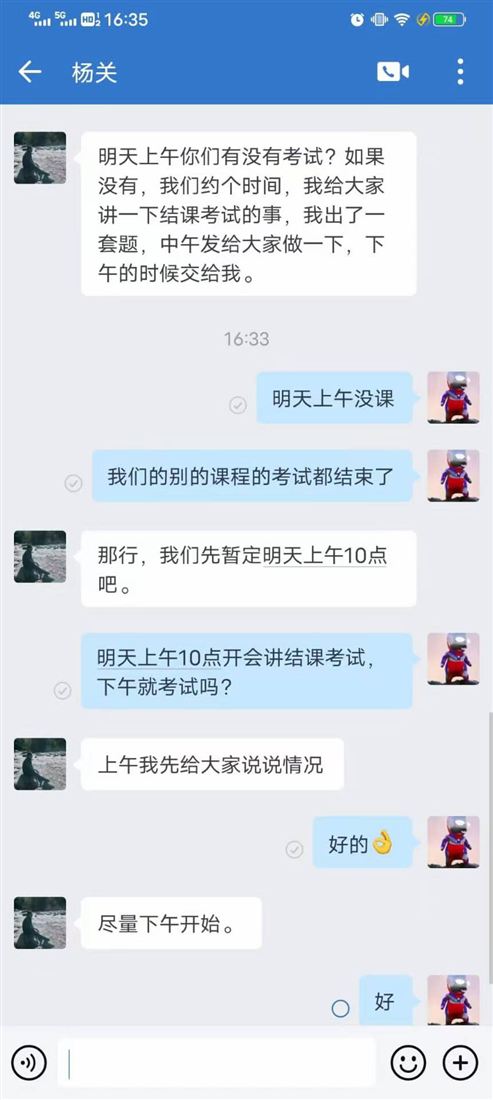 4G 5G HD 1 2 16:35 74
杨关
明天上午你们有没有考试？如果
没有，我们约个时间，我给大家
讲一下结课考试的事，我出了一
套题，中午发给大家做一下，下
午的时候交给我。
16:33
明天上午没课
我们的别的课程的考试都结束了
那行，我们先暂定明天上午10点
吧。
明天上午10点开会讲结课考试，
下午就考试吗？
上午我先给大家说说情况
好的👌
尽量下午开始。
好